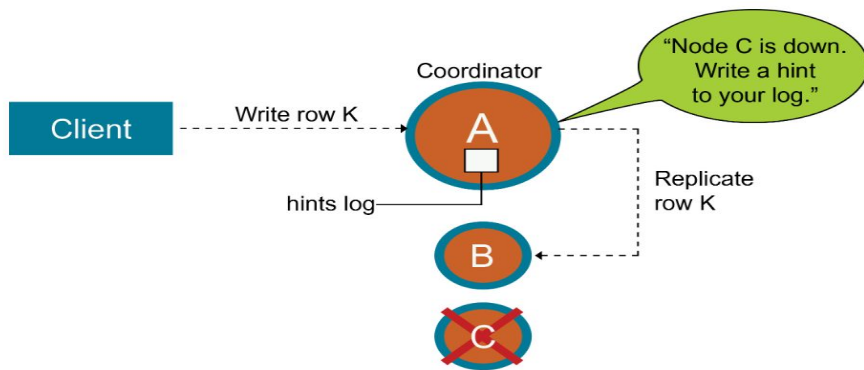 “Node C is down.
Write a hint
to your log.”
Coordinator
Client
Write row K
A
hints log
Replicate
row K
B
C